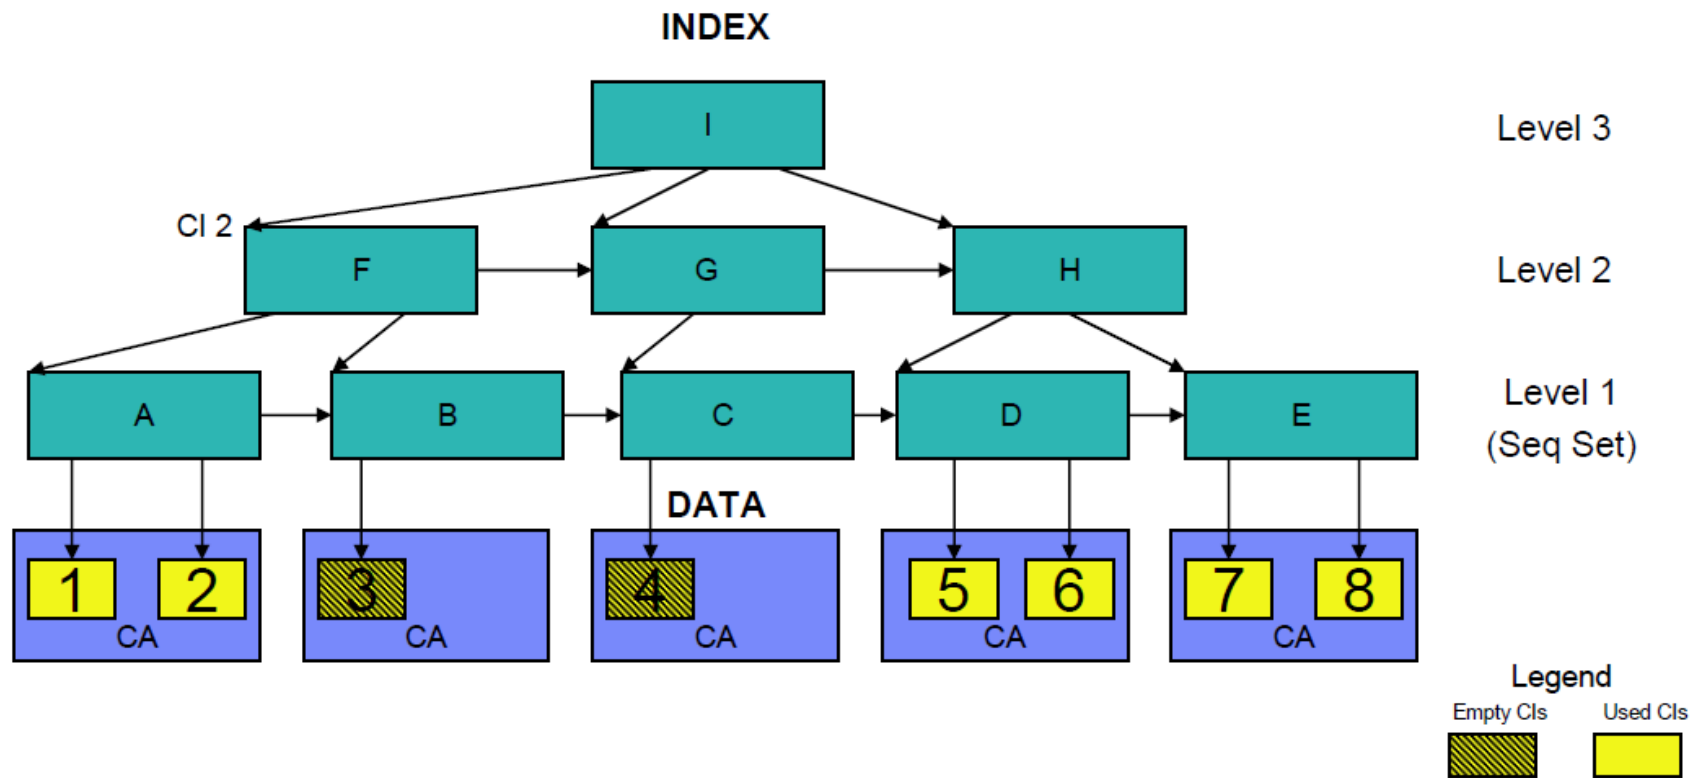 INDEX
I
Level 3
CI 2
F
G
H
Level 2
A
B
C
D
E
Level 1
(Seq Set)
DATA
1
2
3
4
5
6
7
8
CA
CA
CA
CA
CA
Legend
Empty CIs
Used CIs